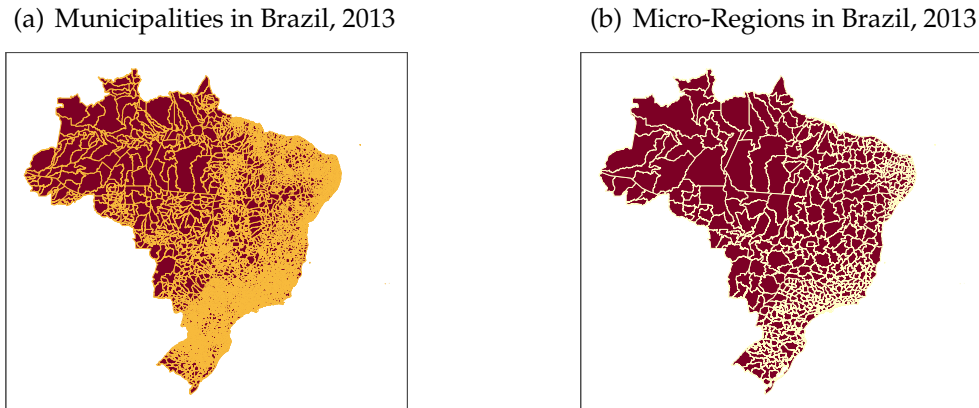 (a) Municipalities in Brazil, 2013
(b) Micro-Regions in Brazil, 2013